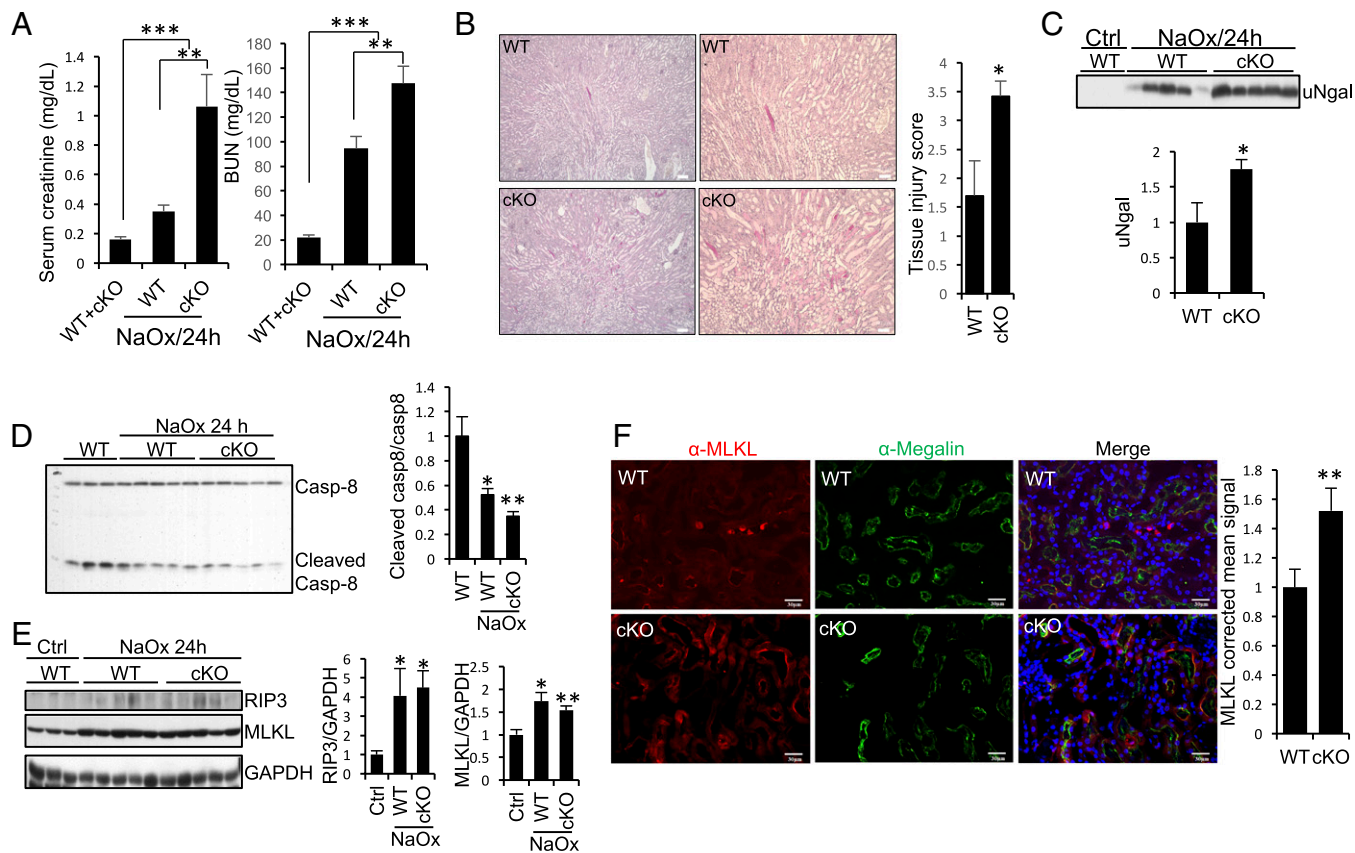 A
***
**
Serum creatinine (mg/dL)
1.4
1.2
1
0.8
0.6
0.4
0.2
0
WT+cKO
WT
cKO
NaOx/24h
***
**
BUN (mg/dL)
180
160
140
120
100
80
60
40
20
0
WT+cKO
WT
cKO
NaOx/24h
B
WT
WT
cKO
cKO
Tissue injury score
4
3.5
3
2.5
2
1.5
1
0.5
0
*
WT
cKO
C
Ctrl
NaOx/24h
WT
WT
cKO
uNgal
uNgal
2
1.5
1
0.5
0
*
WT
cKO
D
NaOx 24 h
WT
WT
cKO
Casp-8
Cleaved
Casp-8
Cleaved casp8/casp8
1.4
1.2
1
0.8
0.6
0.4
0.2
0
*
**
WT
WT
cKO
NaOx
E
Ctrl
NaOx 24h
WT
WT
cKO
RIP3
MLKL
GAPDH
RIP3/GAPDH
6
5
4
3
2
1
0
*
*
Ctrl
WT
cKO
NaOx
MLKL/GAPDH
2.5
2
1.5
1
0.5
0
*
**
Ctrl
WT
cKO
NaOx
F
α-MLKL
α-Megalin
Merge
WT
WT
WT
30µm
30µm
30µm
cKO
cKO
cKO
30µm
30µm
30µm
MLKL corrected mean signal
1.8
1.6
1.4
1.2
1
0.8
0.6
0.4
0.2
0
**
WT
cKO